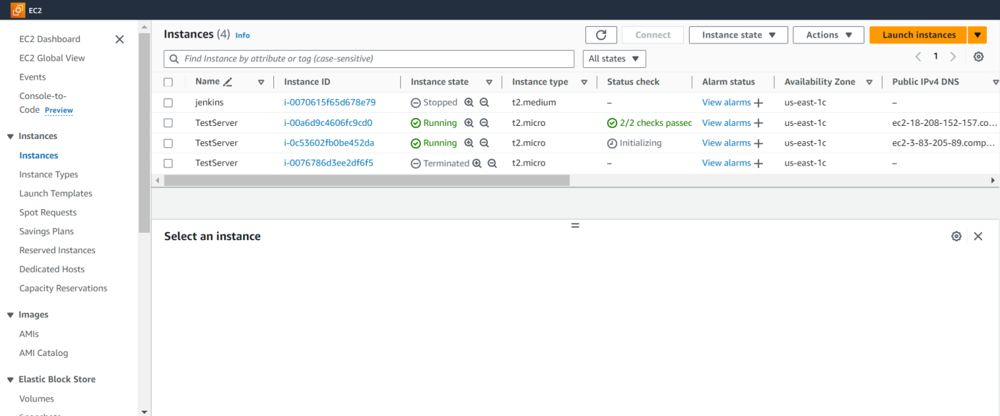 EC2
EC2 Dashboard
EC2 Global View
Events
Console-to-
Code Preview
Instances
Instances
Instance Types
Launch Templates
Spot Requests
Savings Plans
Reserved Instances
Dedicated Hosts
Capacity Reservations
Images
AMIs
AMI Catalog
Elastic Block Store
Volumes
Instances (4) Info
Connect Instance state Actions Launch instances
Find Instance by attribute or tag (case-sensitive) All states 1
Name Instance ID Instance state Instance type Status check Alarm status Availability Zone Public IPv4 DNS
jenkins i-0070615f65d678e79 Stopped t2.medium – View alarms + us-east-1c –
TestServer i-00a6d9c4606fc9cd0 Running t2.micro 2/2 checks passec View alarms + us-east-1c ec2-18-208-152-157.co...
TestServer i-0c53602fb0be452da Running t2.micro Initializing View alarms + us-east-1c ec2-3-83-205-89.comp...
TestServer i-0076786d3ee2df6f5 Terminated t2.micro – View alarms + us-east-1c –
Select an instance